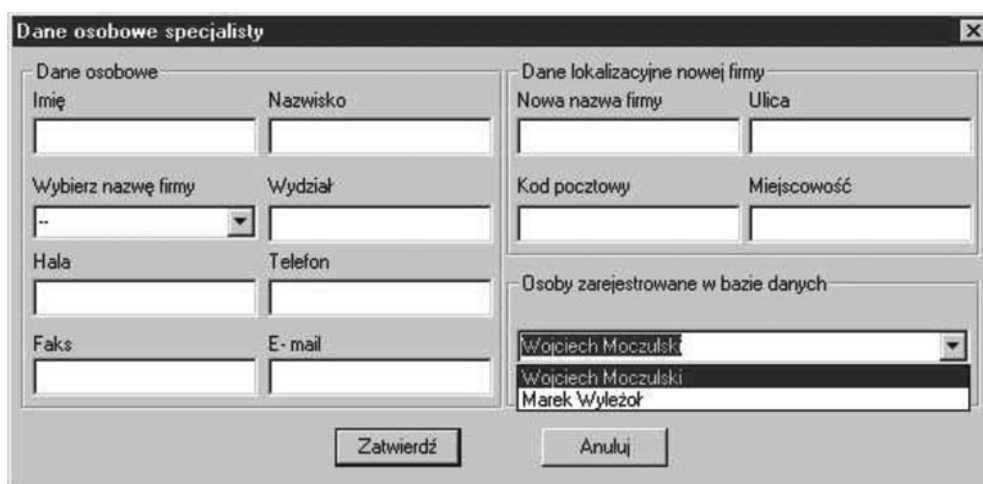 Dane osobowe specjalisty
Dane osobowe
Imię
Nazwisko
Wybierz nazwę firmy
Wydział
--
Hala
Telefon
Faks
E- mail
Dane lokalizacyjne nowej firmy
Nowa nazwa firmy
Ulica
Kod pocztowy
Miejscowość
Osoby zarejestrowane w bazie danych
Wojciech Moczulski
Wojciech Moczulski
Marek Wyleżoł
Zatwierdź
Anuluj